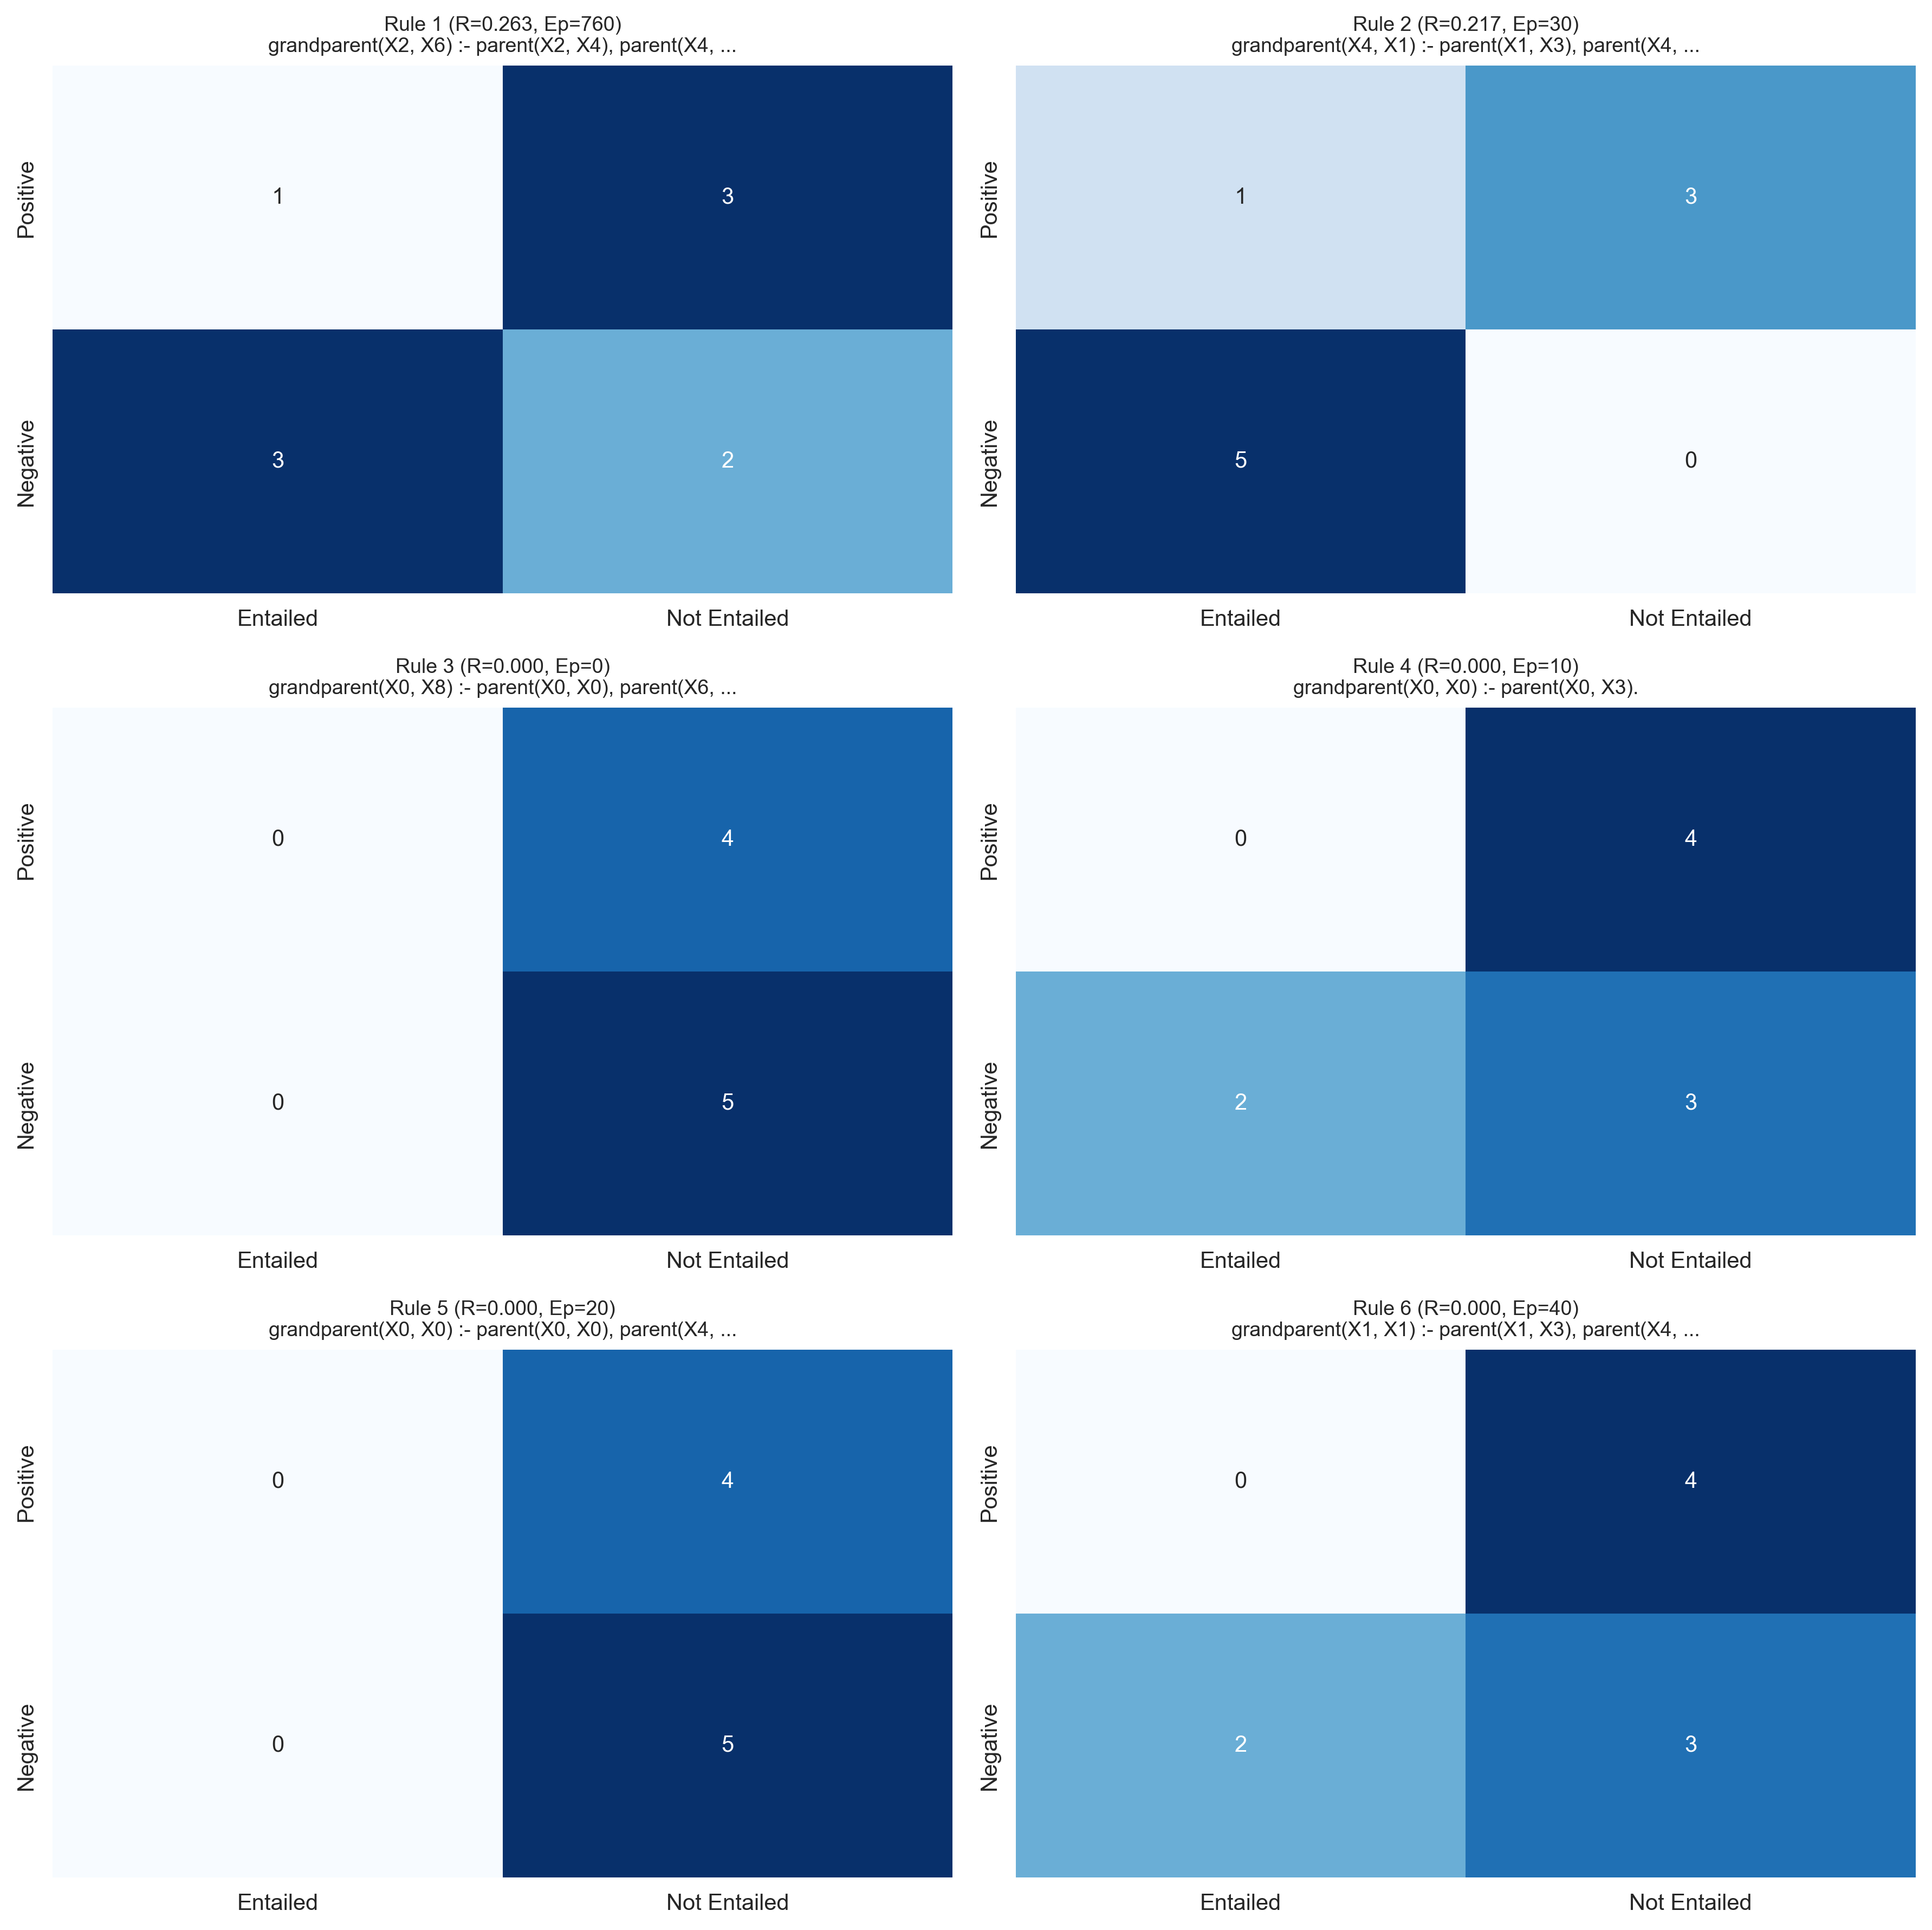 Rule 1 (R=0.263, Ep=760)
grandparent(X2, X6) :- parent(X2, X4), parent(X4, ...
Positive
1
3
Negative
3
2
Entailed
Not Entailed
Rule 2 (R=0.217, Ep=30)
grandparent(X4, X1) :- parent(X1, X3), parent(X4, ...
Positive
1
3
Negative
5
0
Entailed
Not Entailed
Rule 3 (R=0.000, Ep=0)
grandparent(X0, X8) :- parent(X0, X0), parent(X6, ...
Positive
0
4
Negative
0
5
Entailed
Not Entailed
Rule 4 (R=0.000, Ep=10)
grandparent(X0, X0) :- parent(X0, X3).
Positive
0
4
Negative
2
3
Entailed
Not Entailed
Rule 5 (R=0.000, Ep=20)
grandparent(X0, X0) :- parent(X0, X0), parent(X4, ...
Positive
0
4
Negative
0
5
Entailed
Not Entailed
Rule 6 (R=0.000, Ep=40)
grandparent(X1, X1) :- parent(X1, X3), parent(X4, ...
Positive
0
4
Negative
2
3
Entailed
Not Entailed